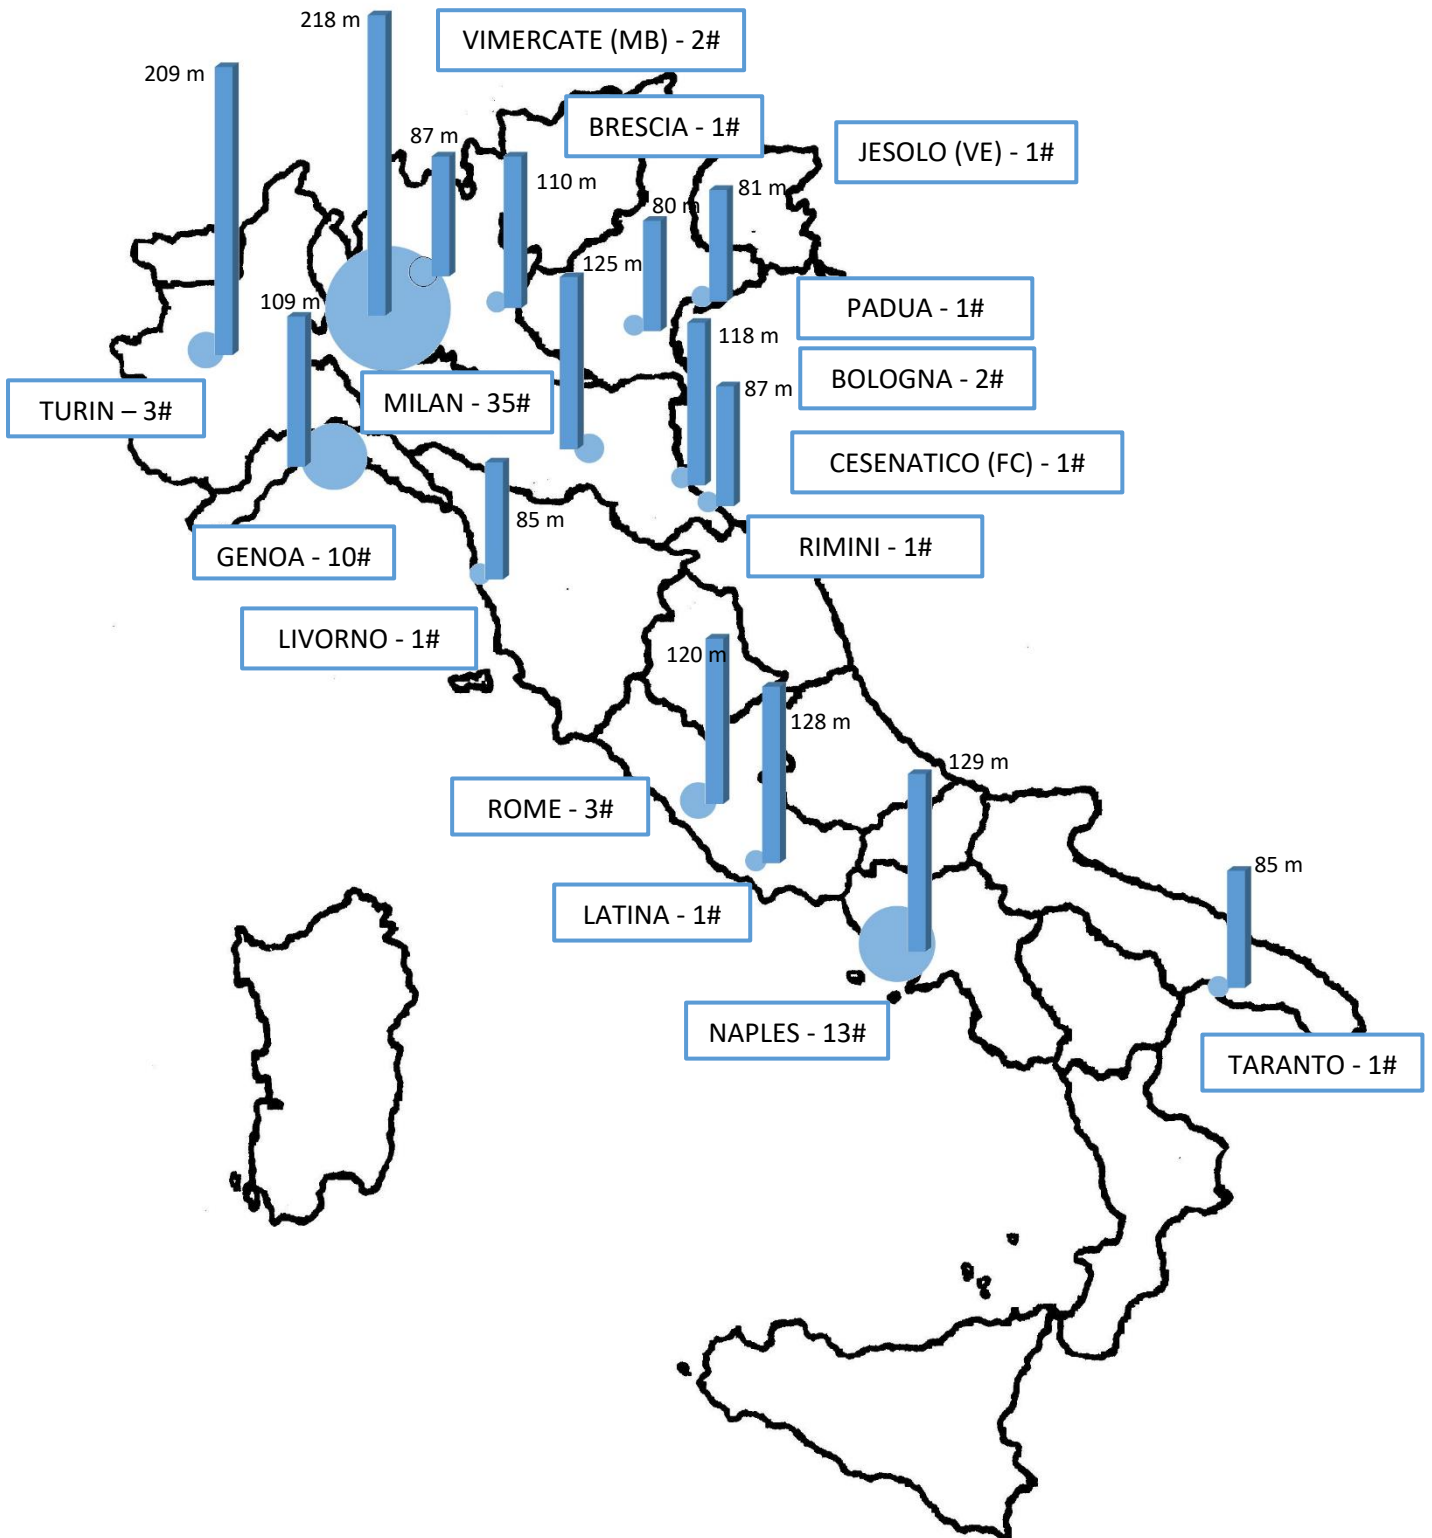 218 m
VIMERCATE (MB) - 2#
209 m
BRESCIA - 1#
87 m
JESOLO (VE) - 1#
110 m
81 m
80 m
125 m
109 m
PADUA - 1#
118 m
BOLOGNA - 2#
87 m
TURIN – 3#
MILAN - 35#
CESENATICO (FC) - 1#
85 m
GENOA - 10#
RIMINI - 1#
LIVORNO - 1#
120 m
128 m
129 m
ROME - 3#
85 m
LATINA - 1#
NAPLES - 13#
TARANTO - 1#